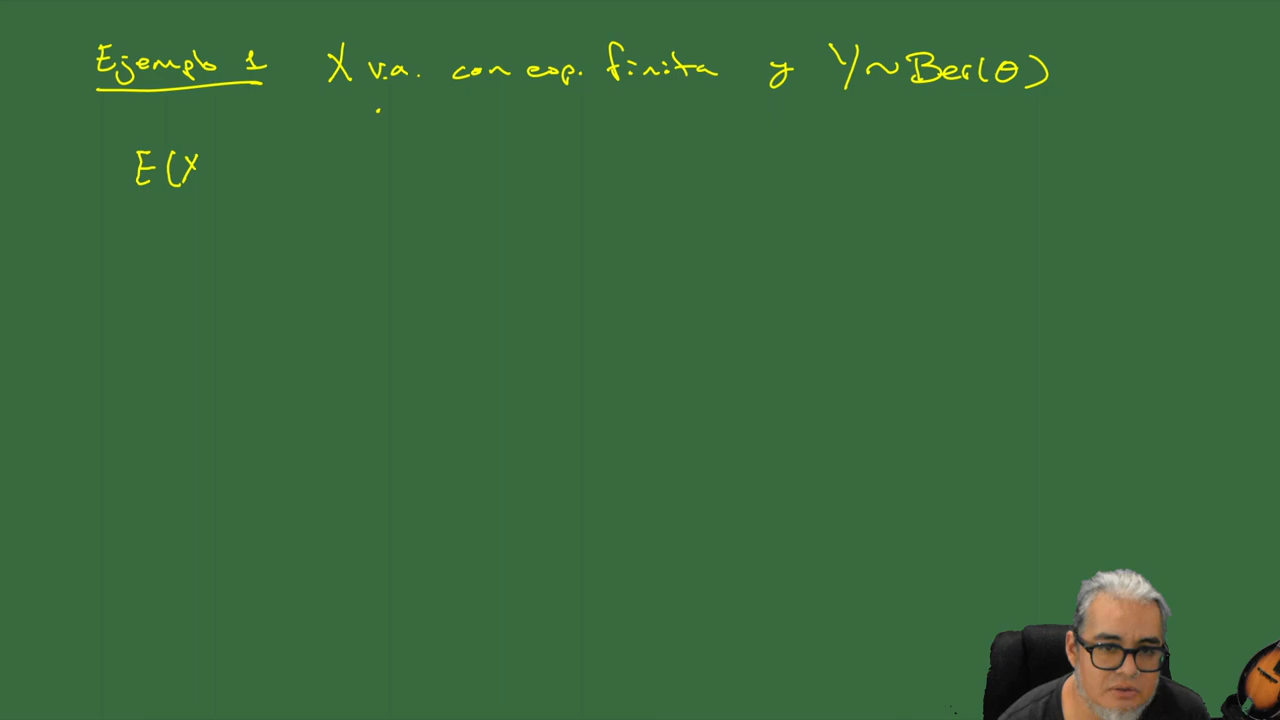 Ejemplo 1 X v.a. con esp. finita y Y~Ber(θ)
E(X